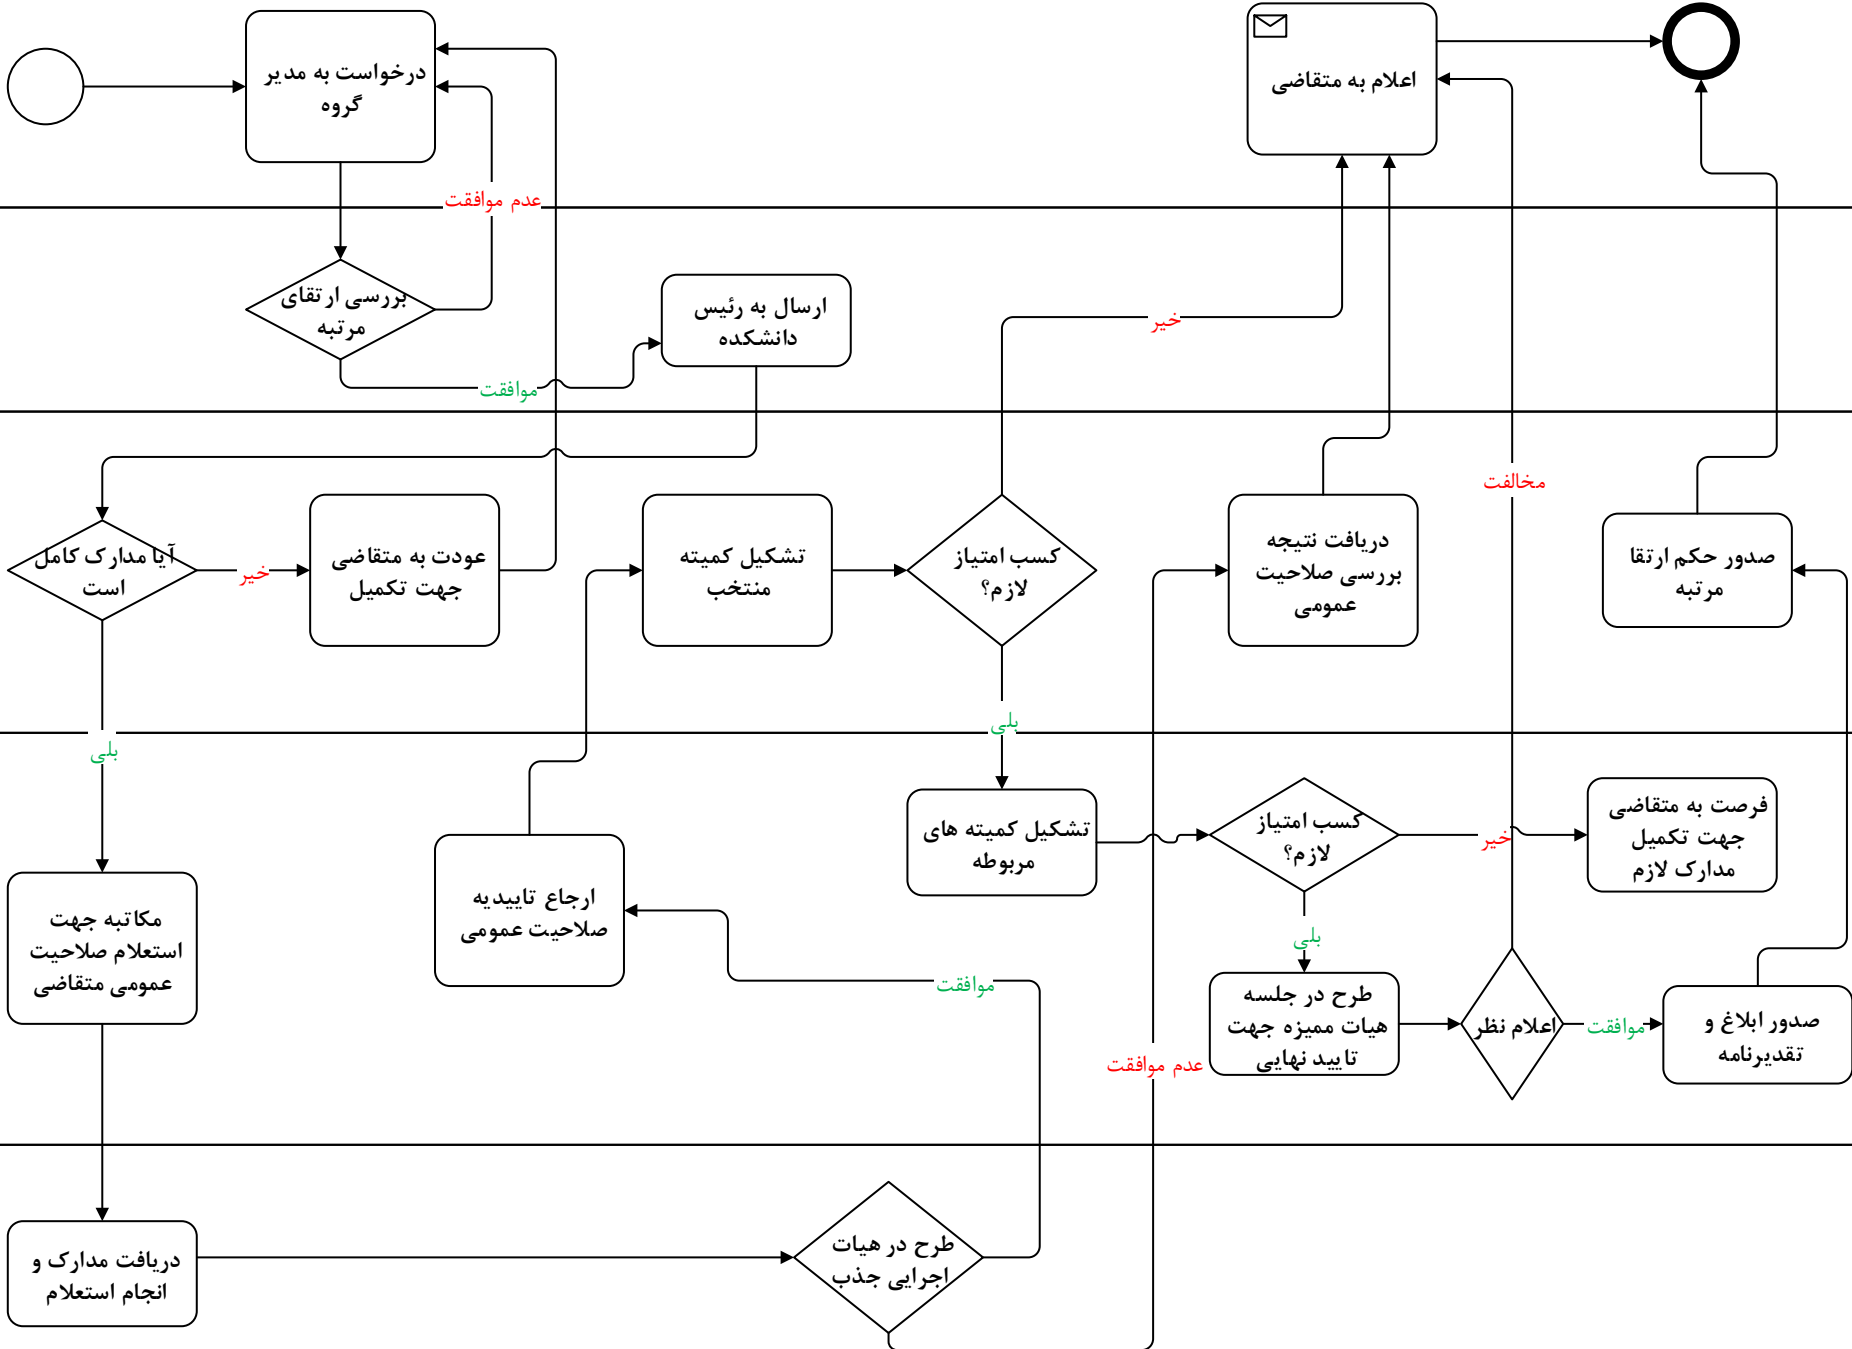 درخواست به مدیر
گروه
اعلام به متقاضی
عدم موافقت
بررسی ارتقای
مرتبه
ارسال به رئیس
دانشکده
خیر
موافقت
مخالفت
آیا مدارک کامل
است
خیر
عودت به متقاضی
جهت تکمیل
تشکیل کمیته
منتخب
کسب امتیاز
لازم؟
دریافت نتیجه
بررسی صلاحیت
عمومی
صدور حکم ارتقا
مرتبه
بلی
بلی
تشکیل کمیته های
مربوطه
کسب امتیاز
لازم؟
خیر
فرصت به متقاضی
جهت تکمیل
مدارک لازم
مکاتبه جهت
استعلام صلاحیت
عمومی متقاضی
ارجاع تاییدیه
صلاحیت عمومی
بلی
موافقت
طرح در جلسه
هیات ممیزه جهت
تایید نهایی
اعلام نظر
موافقت
صدور ابلاغ و
تقدیرنامه
عدم موافقت
دریافت مدارک و
انجام استعلام
طرح در هیات
اجرایی جذب